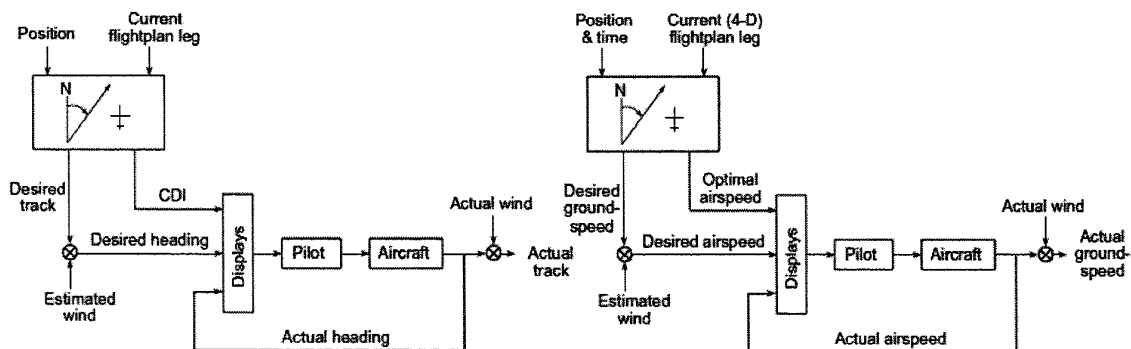 Position
Current
flightplan leg
N
Desired
track
CDI
Desired heading
Estimated
wind
Displays
Pilot
Aircraft
Actual wind
Actual
track
Actual heading
Position
& time
Current (4-D)
flightplan leg
N
Desired
ground-
speed
Optimal
airspeed
Desired airspeed
Estimated
wind
Displays
Pilot
Aircraft
Actual wind
Actual
ground-
speed
Actual airspeed